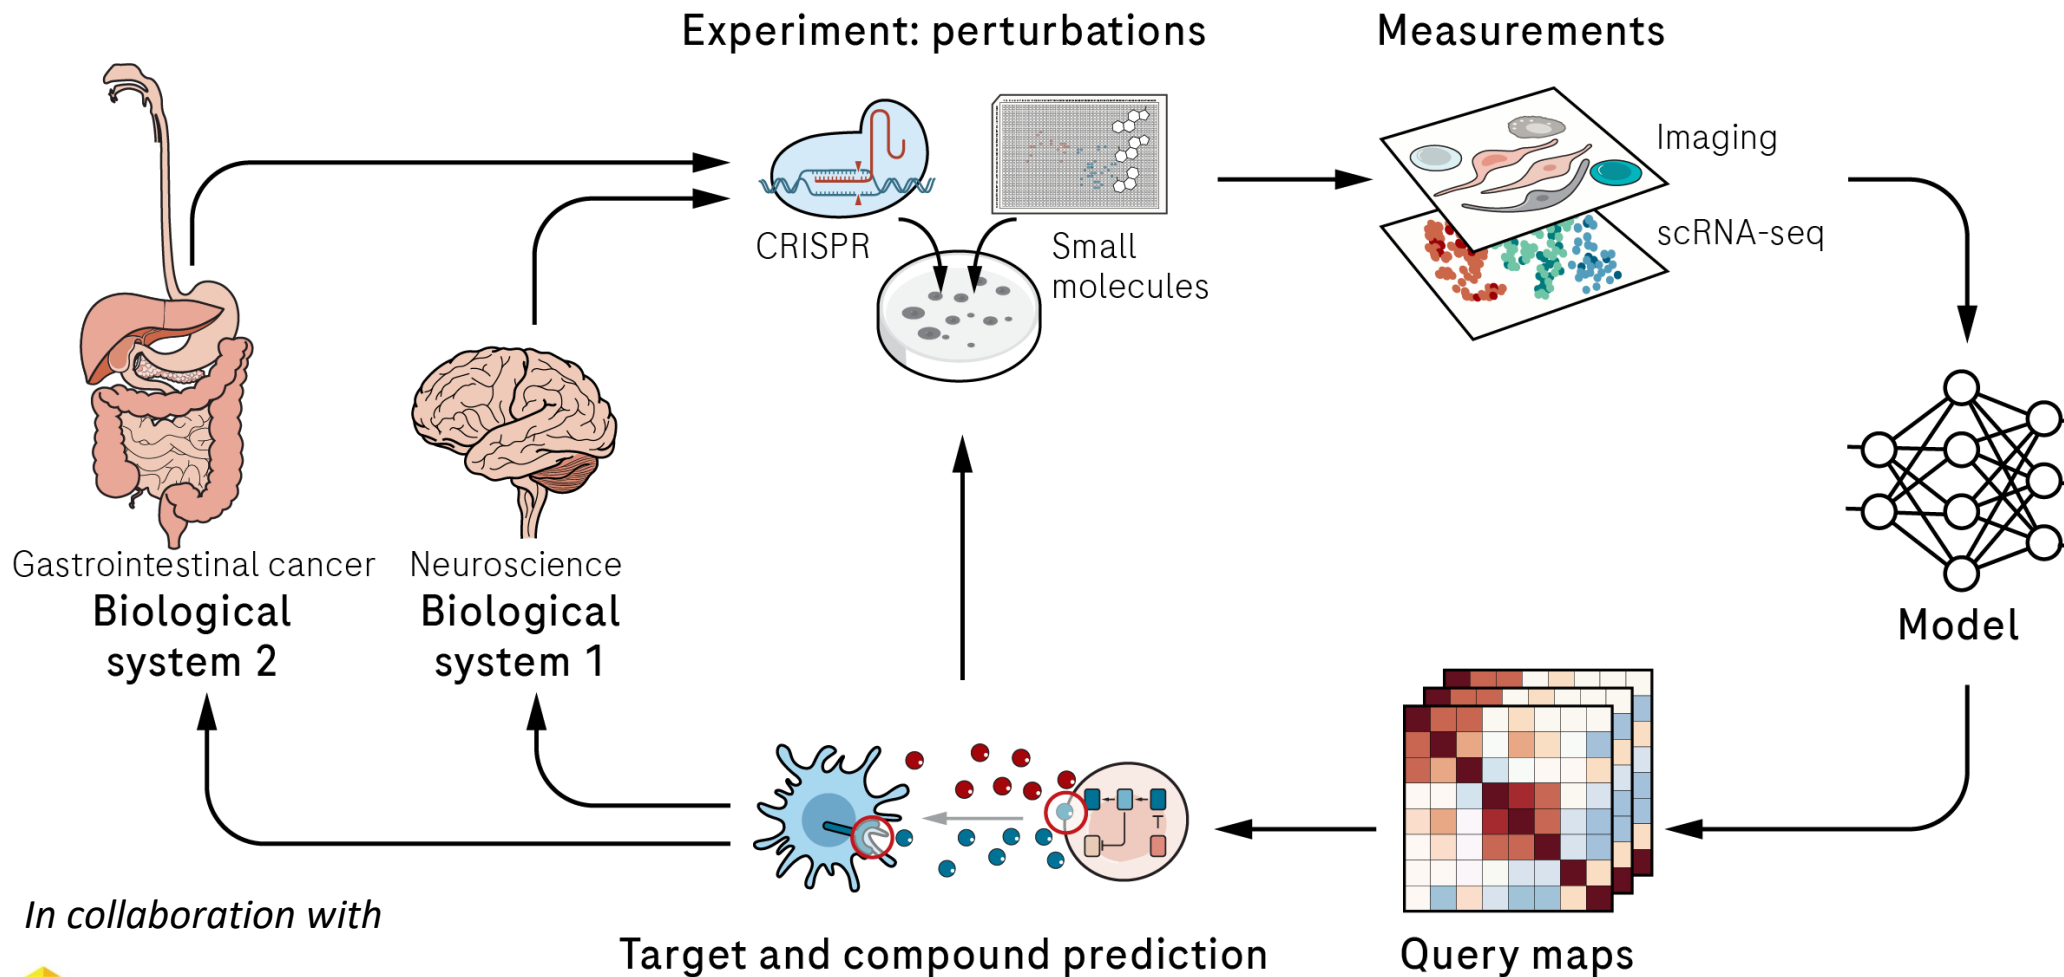 Experiment: perturbations
Measurements
Imaging
scRNA-seq
CRISPR
Small
molecules
Gastrointestinal cancer
Biological
system 2
Neuroscience
Biological
system 1
Model
In collaboration with
Target and compound prediction
Query maps